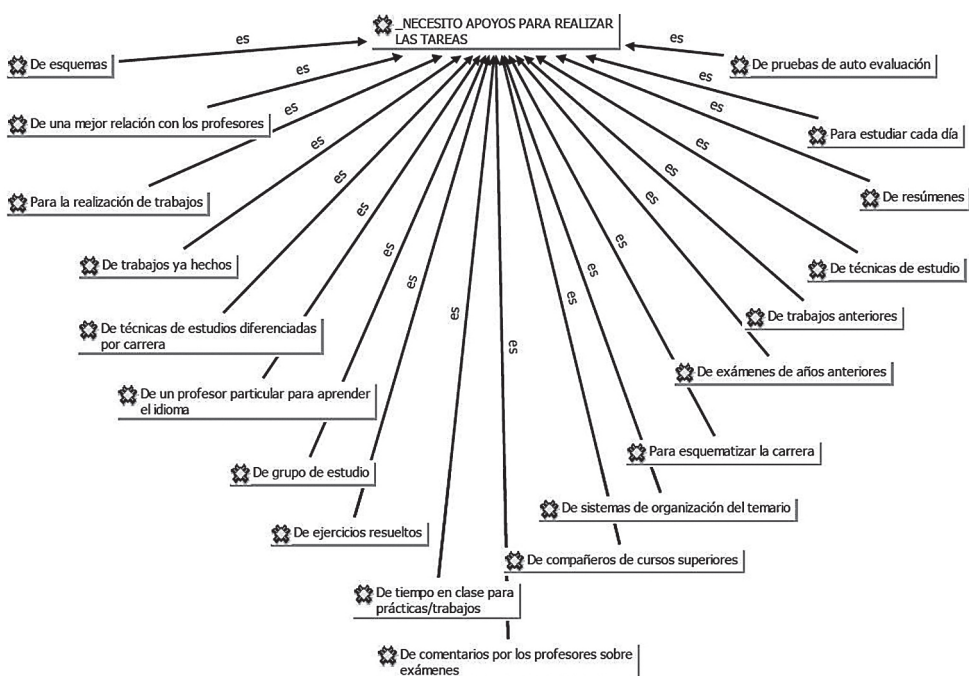 _NECESITO APOYOS PARA REALIZAR
LAS TAREAS
es
De esquemas
es
De pruebas de auto evaluación
es
De una mejor relación con los profesores
es
Para estudiar cada día
es
Para la realización de trabajos
es
De resúmenes
es
De trabajos ya hechos
es
De técnicas de estudio
es
De técnicas de estudios diferenciadas
por carrera
es
De trabajos anteriores
es
De un profesor particular para aprender
el idioma
es
De exámenes de años anteriores
es
De grupo de estudio
es
Para esquematizar la carrera
es
De ejercicios resueltos
es
De sistemas de organización del temario
es
De compañeros de cursos superiores
es
De tiempo en clase para
prácticas/trabajos
es
De comentarios por los profesores sobre
exámenes